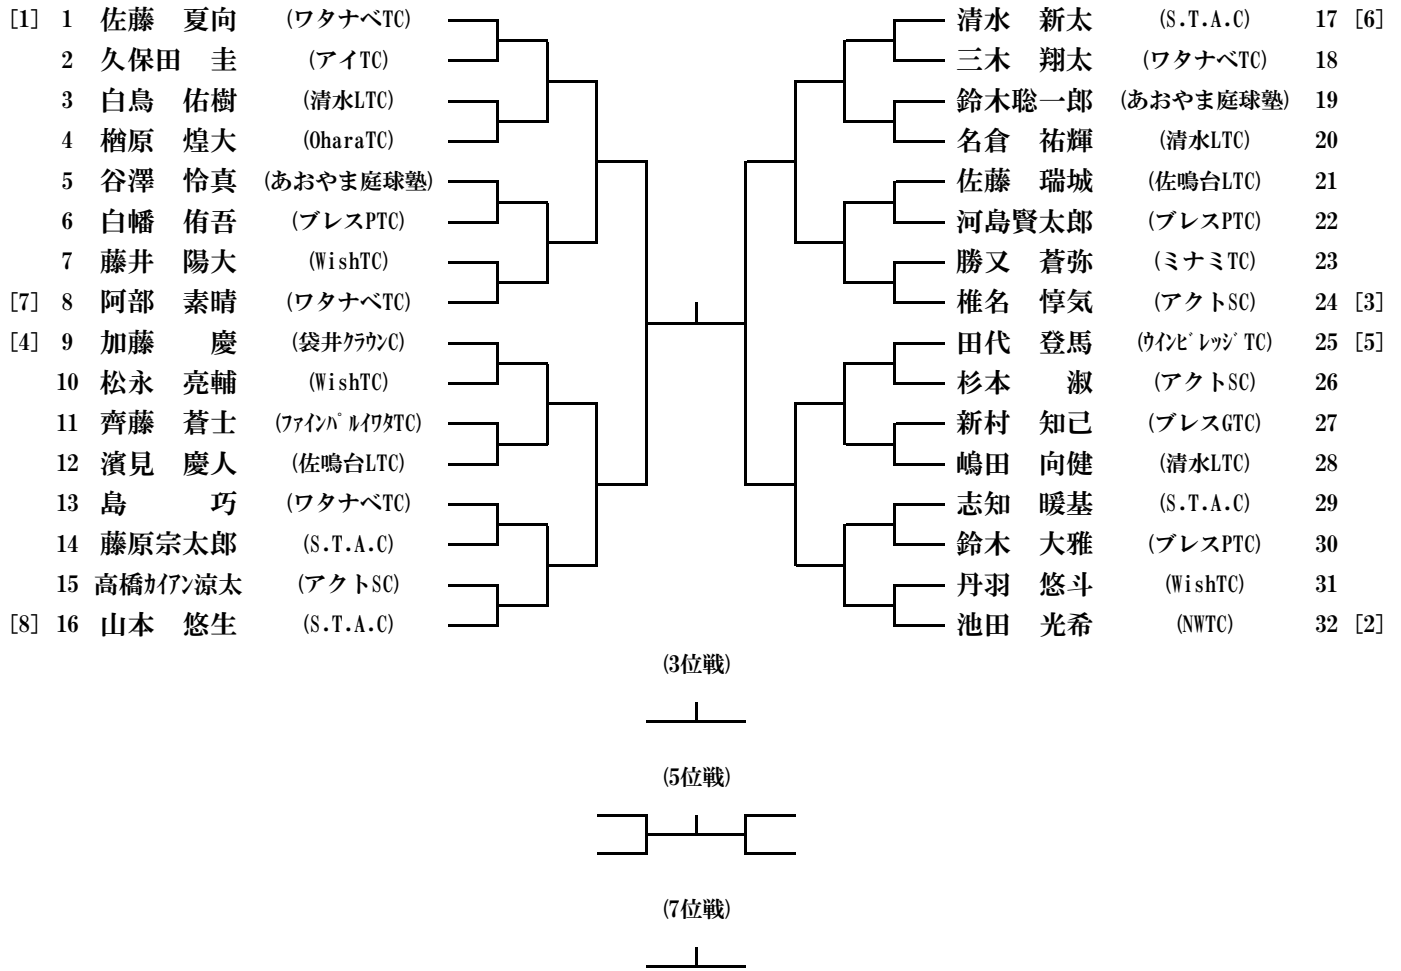 [1] 1 佐藤　夏向 (ワタナベTC)
2 久保田　圭 (アイTC)
3 白鳥　佑樹 (清水LTC)
4 楢原　煌大 (OharaTC)
5 谷澤　怜真 (あおやま庭球塾)
6 白幡　侑吾 (ブレスPTC)
7 藤井　陽大 (WishTC)
[7] 8 阿部　素晴 (ワタナベTC)
[4] 9 加藤　　慶 (袋井ｸﾗｳﾝC)
10 松永　亮輔 (WishTC)
11 齊藤　蒼士 (ﾌｧｲﾝﾊﾟﾙｲﾜﾀTC)
12 濱見　慶人 (佐鳴台LTC)
13 島　　　巧 (ワタナベTC)
14 藤原宗太郎 (S.T.A.C)
15 高橋ｶｲｱﾝ涼太 (アクトSC)
[8] 16 山本　悠生 (S.T.A.C)
清水　新太 (S.T.A.C) 17 [6]
三木　翔太 (ワタナベTC) 18
鈴木聡一郎 (あおやま庭球塾) 19
名倉　祐輝 (清水LTC) 20
佐藤　瑞城 (佐鳴台LTC) 21
河島賢太郎 (ブレスPTC) 22
勝又　蒼弥 (ミナミTC) 23
椎名　惇気 (アクトSC) 24 [3]
田代　登馬 (ｳｲﾝﾋﾞﾚｯｼﾞTC) 25 [5]
杉本　　淑 (アクトSC) 26
新村　知己 (ブレスGTC) 27
嶋田　向健 (清水LTC) 28
志知　暖基 (S.T.A.C) 29
鈴木　大雅 (ブレスPTC) 30
丹羽　悠斗 (WishTC) 31
池田　光希 (NWTC) 32 [2]
(3位戦)
(5位戦)
(7位戦)